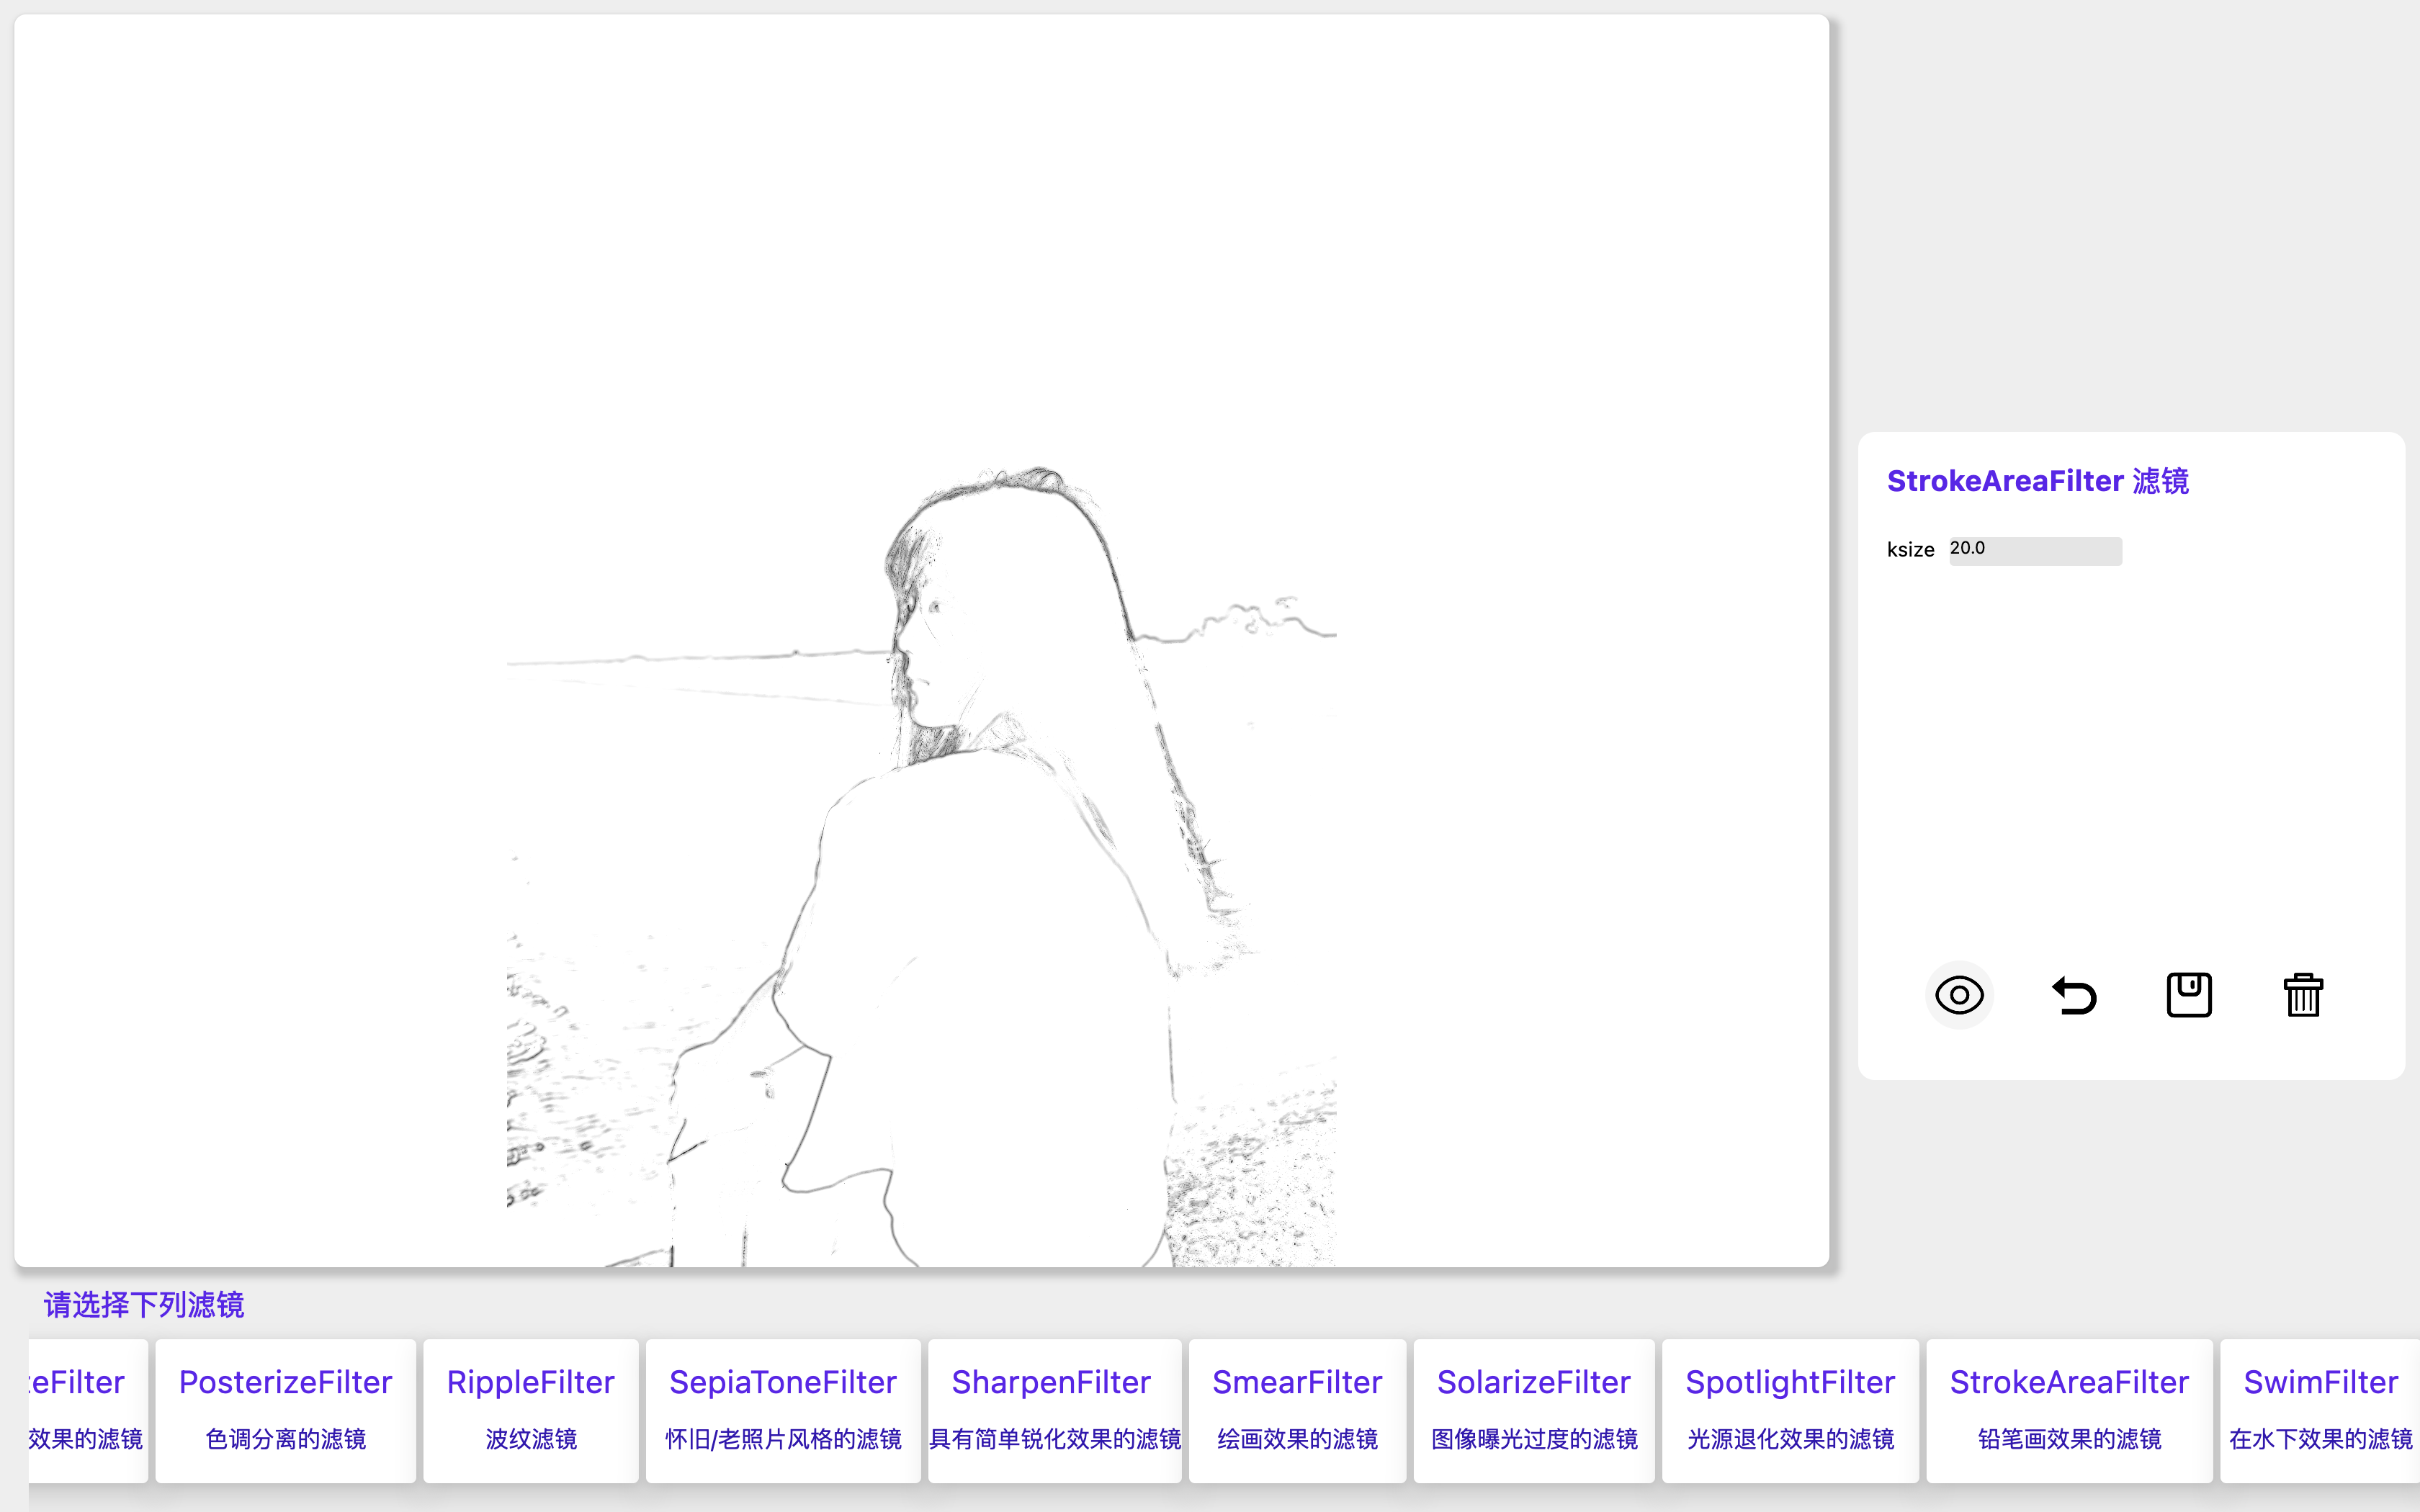 StrokeAreaFilter 滤镜
ksize 20.0
请选择下列滤镜
eFilter PosterizeFilter RippleFilter SepiaToneFilter SharpenFilter SmearFilter SolarizeFilter SpotlightFilter StrokeAreaFilter SwimFilter
效果的滤镜 色调分离的滤镜 波纹滤镜 怀旧/老照片风格的滤镜 具有简单锐化效果的滤镜 绘画效果的滤镜 图像曝光过度的滤镜 光源退化效果的滤镜 铅笔画效果的滤镜 在水下效果的滤镜